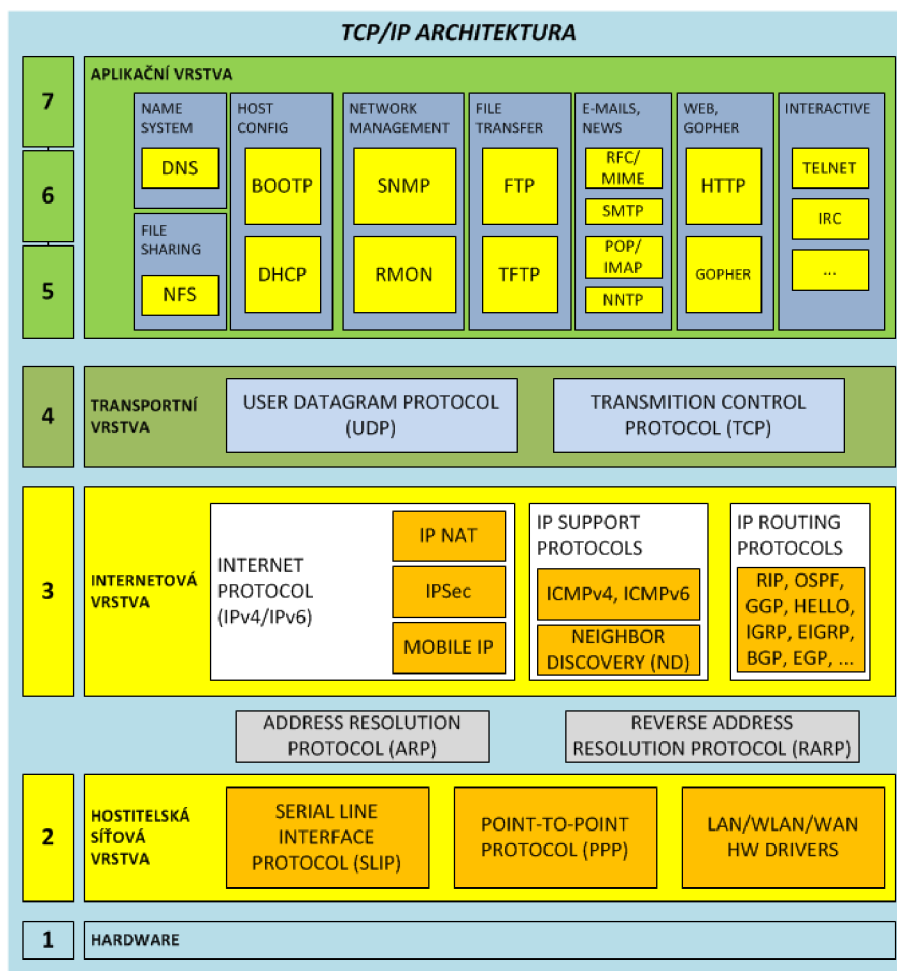 TCP/IP ARCHITEKTURA
7
6
5
APLIKAČNÍ VRSTVA
NAME
SYSTEM
DNS
FILE
SHARING
NFS
HOST
CONFIG
BOOTP
DHCP
NETWORK
MANAGEMENT
SNMP
RMON
FILE
TRANSFER
FTP
TFTP
E-MAILS,
NEWS
RFC/
MIME
SMTP
POP/
IMAP
NNTP
WEB,
GOPHER
HTTP
GOPHER
INTERACTIVE
TELNET
IRC
...
4
TRANSPORTNÍ
VRSTVA
USER DATAGRAM PROTOCOL
(UDP)
TRANSMITION CONTROL
PROTOCOL (TCP)
3
INTERNETOVÁ
VRSTVA
INTERNET
PROTOCOL
(IPv4/IPv6)
IP NAT
IPSec
MOBILE IP
IP SUPPORT
PROTOCOLS
ICMPv4, ICMPv6
NEIGHBOR
DISCOVERY (ND)
IP ROUTING
PROTOCOLS
RIP, OSPF,
GGP, HELLO,
IGRP, EIGRP,
BGP, EGP, ...
ADDRESS RESOLUTION
PROTOCOL (ARP)
REVERSE ADDRESS
RESOLUTION PROTOCOL (RARP)
2
HOSTITELSKÁ
SÍŤOVÁ
VRSTVA
SERIAL LINE
INTERFACE
PROTOCOL (SLIP)
POINT-TO-POINT
PROTOCOL (PPP)
LAN/WLAN/WAN
HW DRIVERS
1
HARDWARE